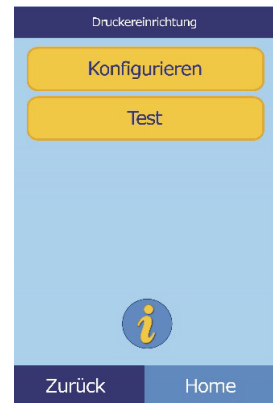 Druckereinrichtung
Konfigurieren
Test
i
Zurück
Home